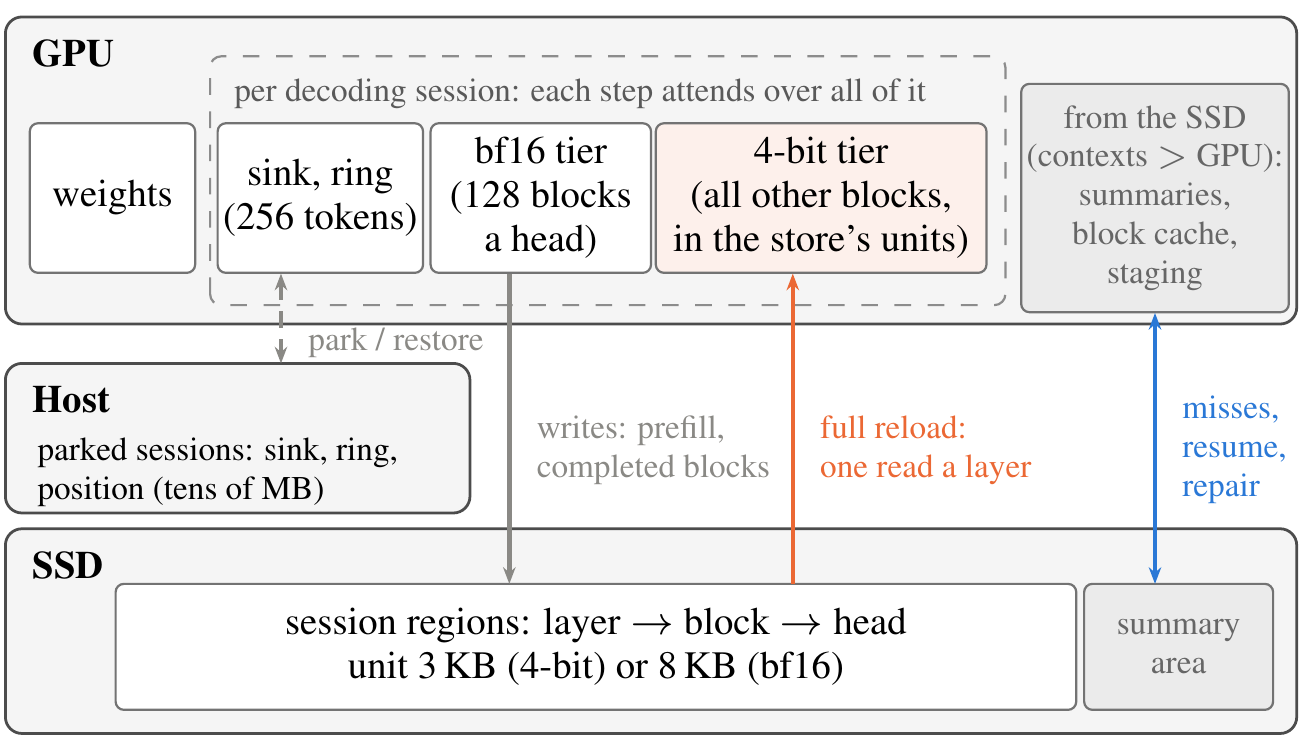 GPU
per decoding session: each step attends over all of it
weights
sink, ring
(256 tokens)
bf16 tier
(128 blocks
a head)
4-bit tier
(all other blocks,
in the store's units)
from the SSD
(contexts > GPU):
summaries,
block cache,
staging
park / restore
Host
parked sessions: sink, ring,
position (tens of MB)
writes: prefill,
completed blocks
full reload:
one read a layer
misses,
resume,
repair
SSD
session regions: layer → block → head
unit 3 KB (4-bit) or 8 KB (bf16)
summary
area